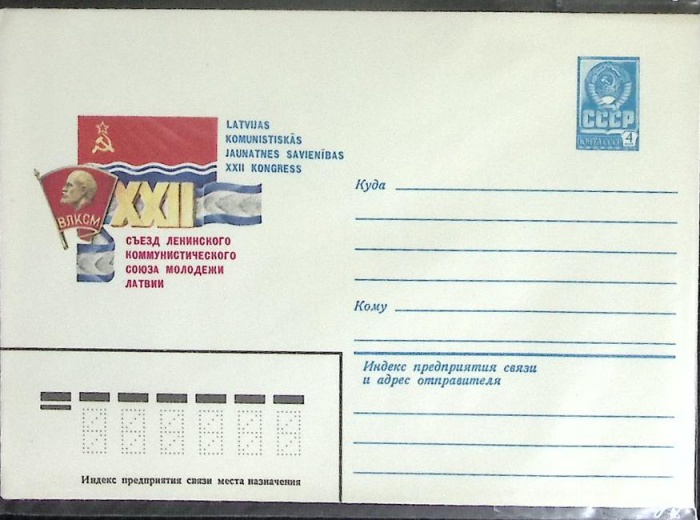 LATVIJAS
KOMUNISTISKĀS
JAUNATNES SAVIENĪBAS
XXII KONGRESS
ВЛКСМ
XXII
СЪЕЗД ЛЕНИНСКОГО
КОММУНИСТИЧЕСКОГО
СОЮЗА МОЛОДЕЖИ
ЛАТВИИ
СССР
4
Куда
Кому
Индекс предприятия связи
и адрес отправителя
Индекс предприятия связи места назначения